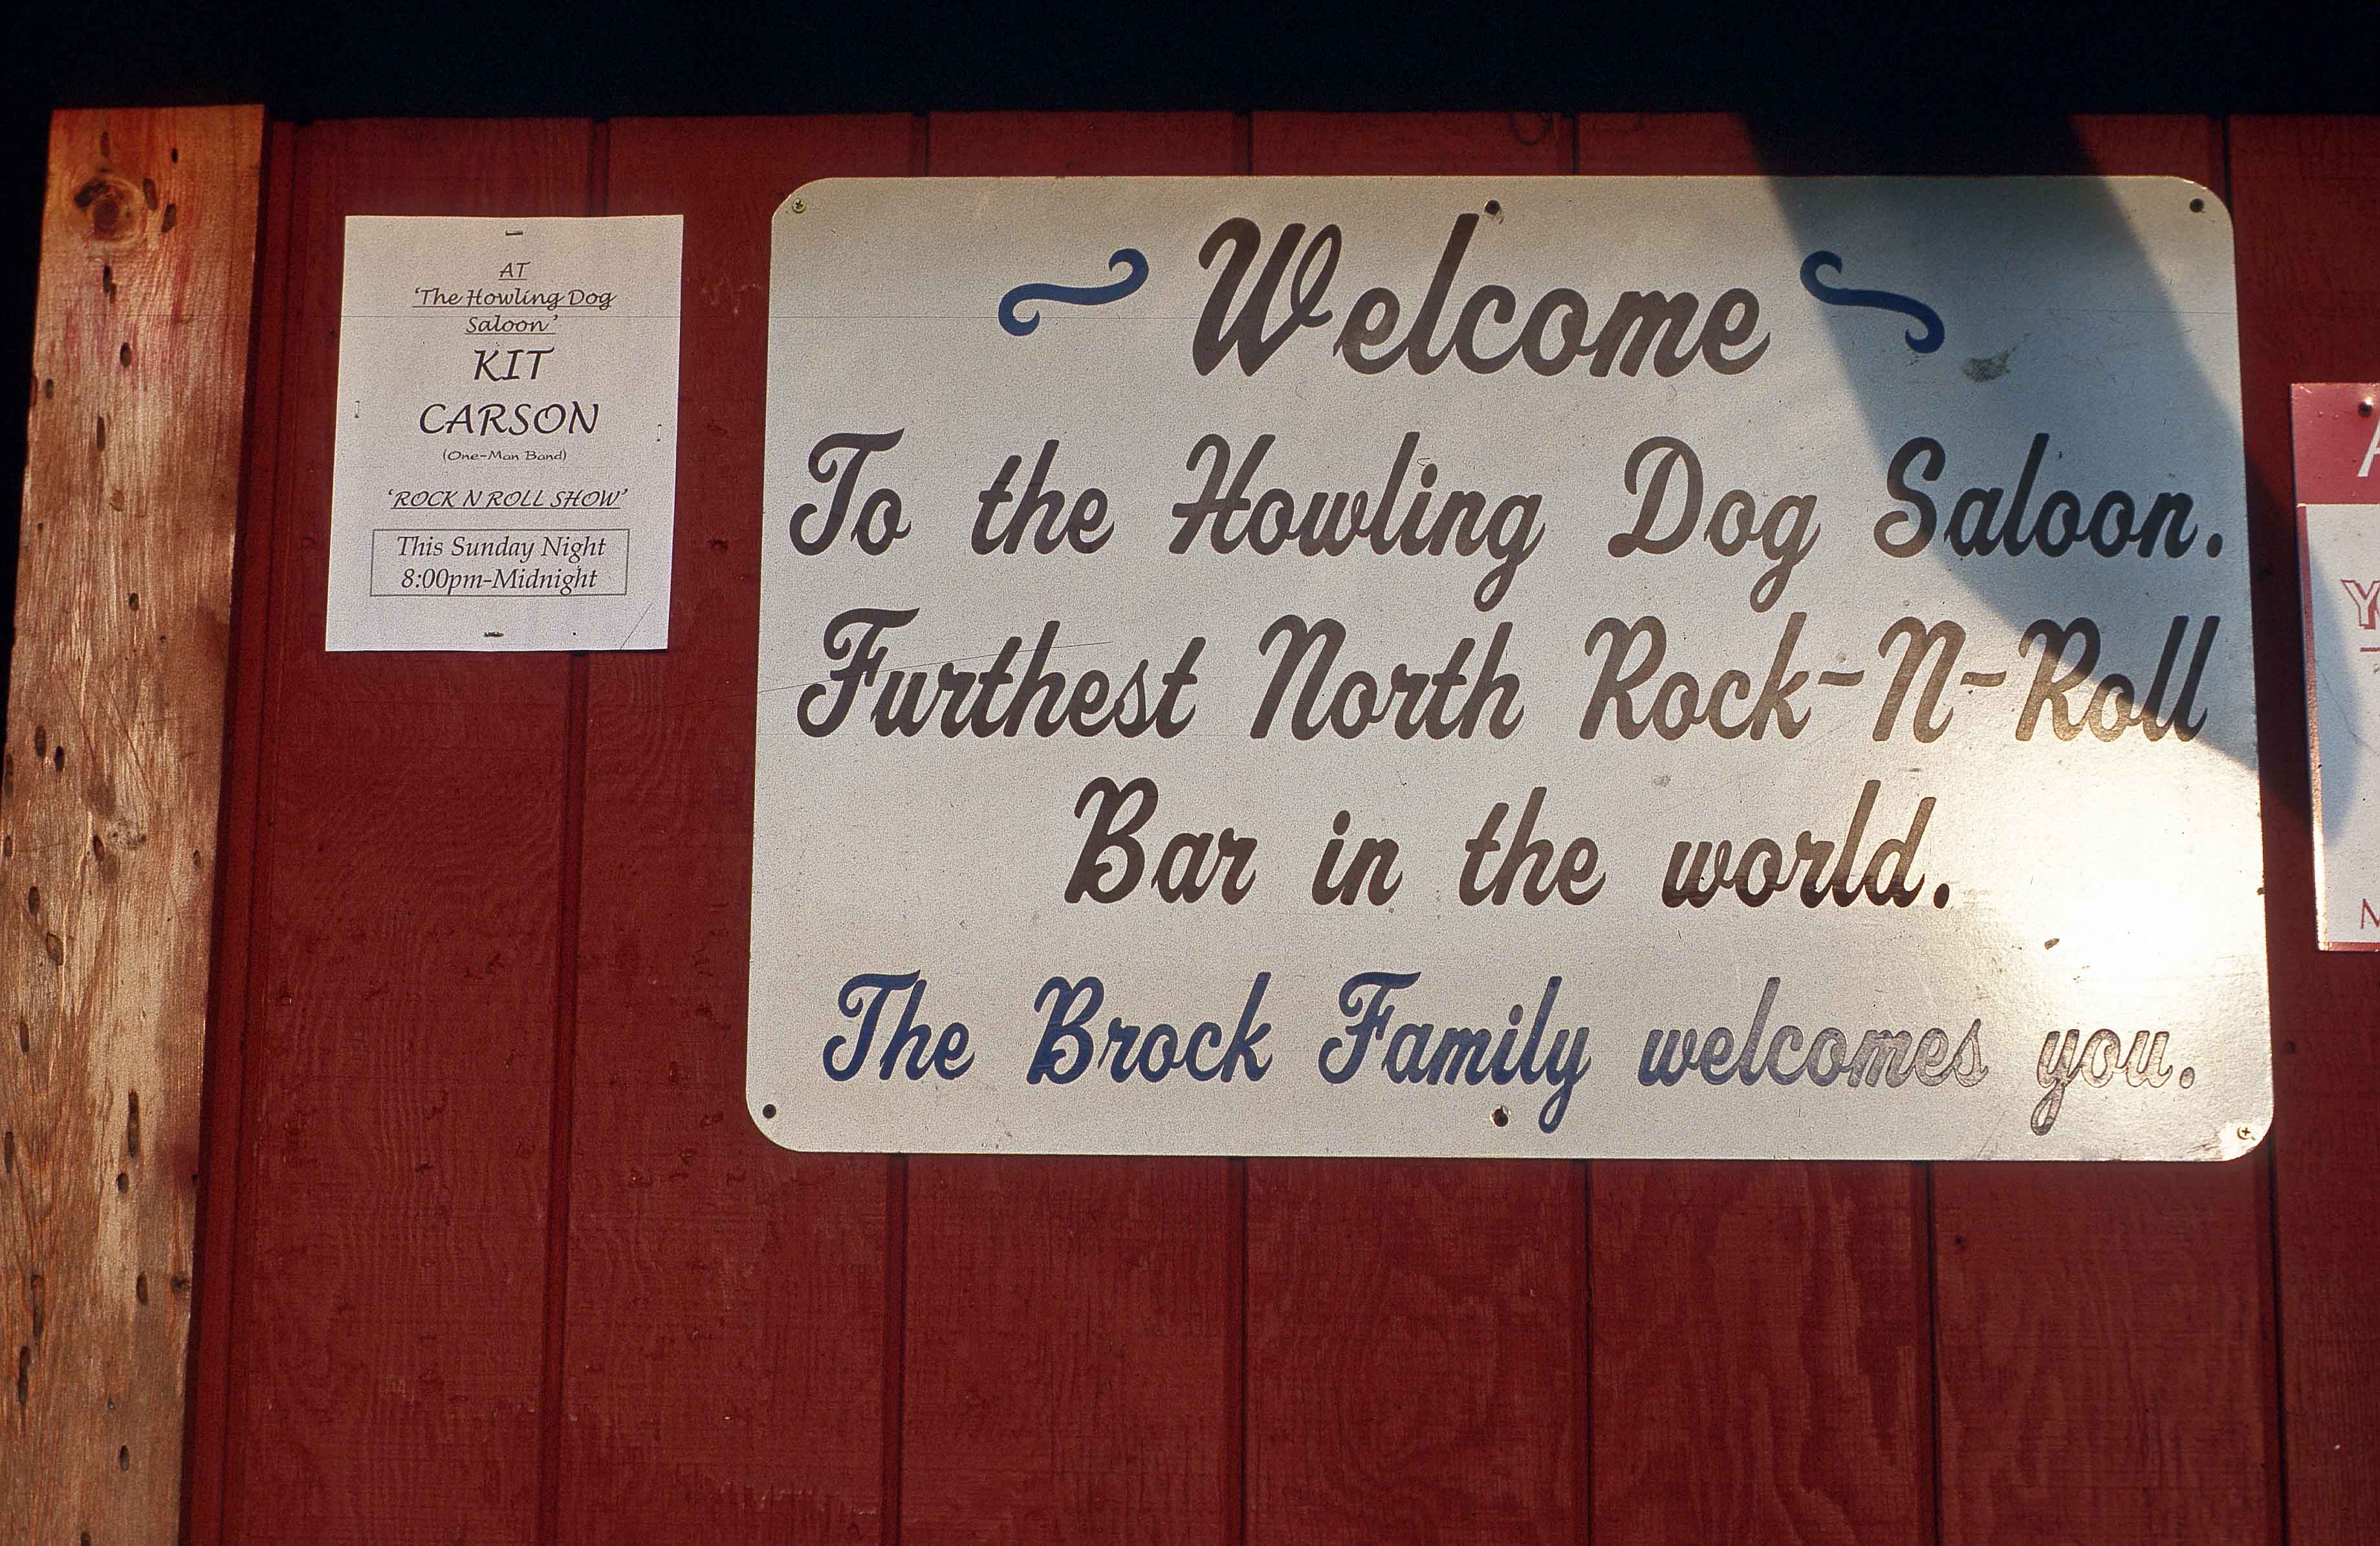 AT
‘The Howling Dog
Saloon’
KIT
CARSON
(One-Man Band)
‘ROCK N ROLL SHOW’
This Sunday Night
8:00pm-Midnight
Welcome
To the Howling Dog Saloon.
Furthest North Rock-N-Roll
Bar in the world.
The Brock Family welcomes you.